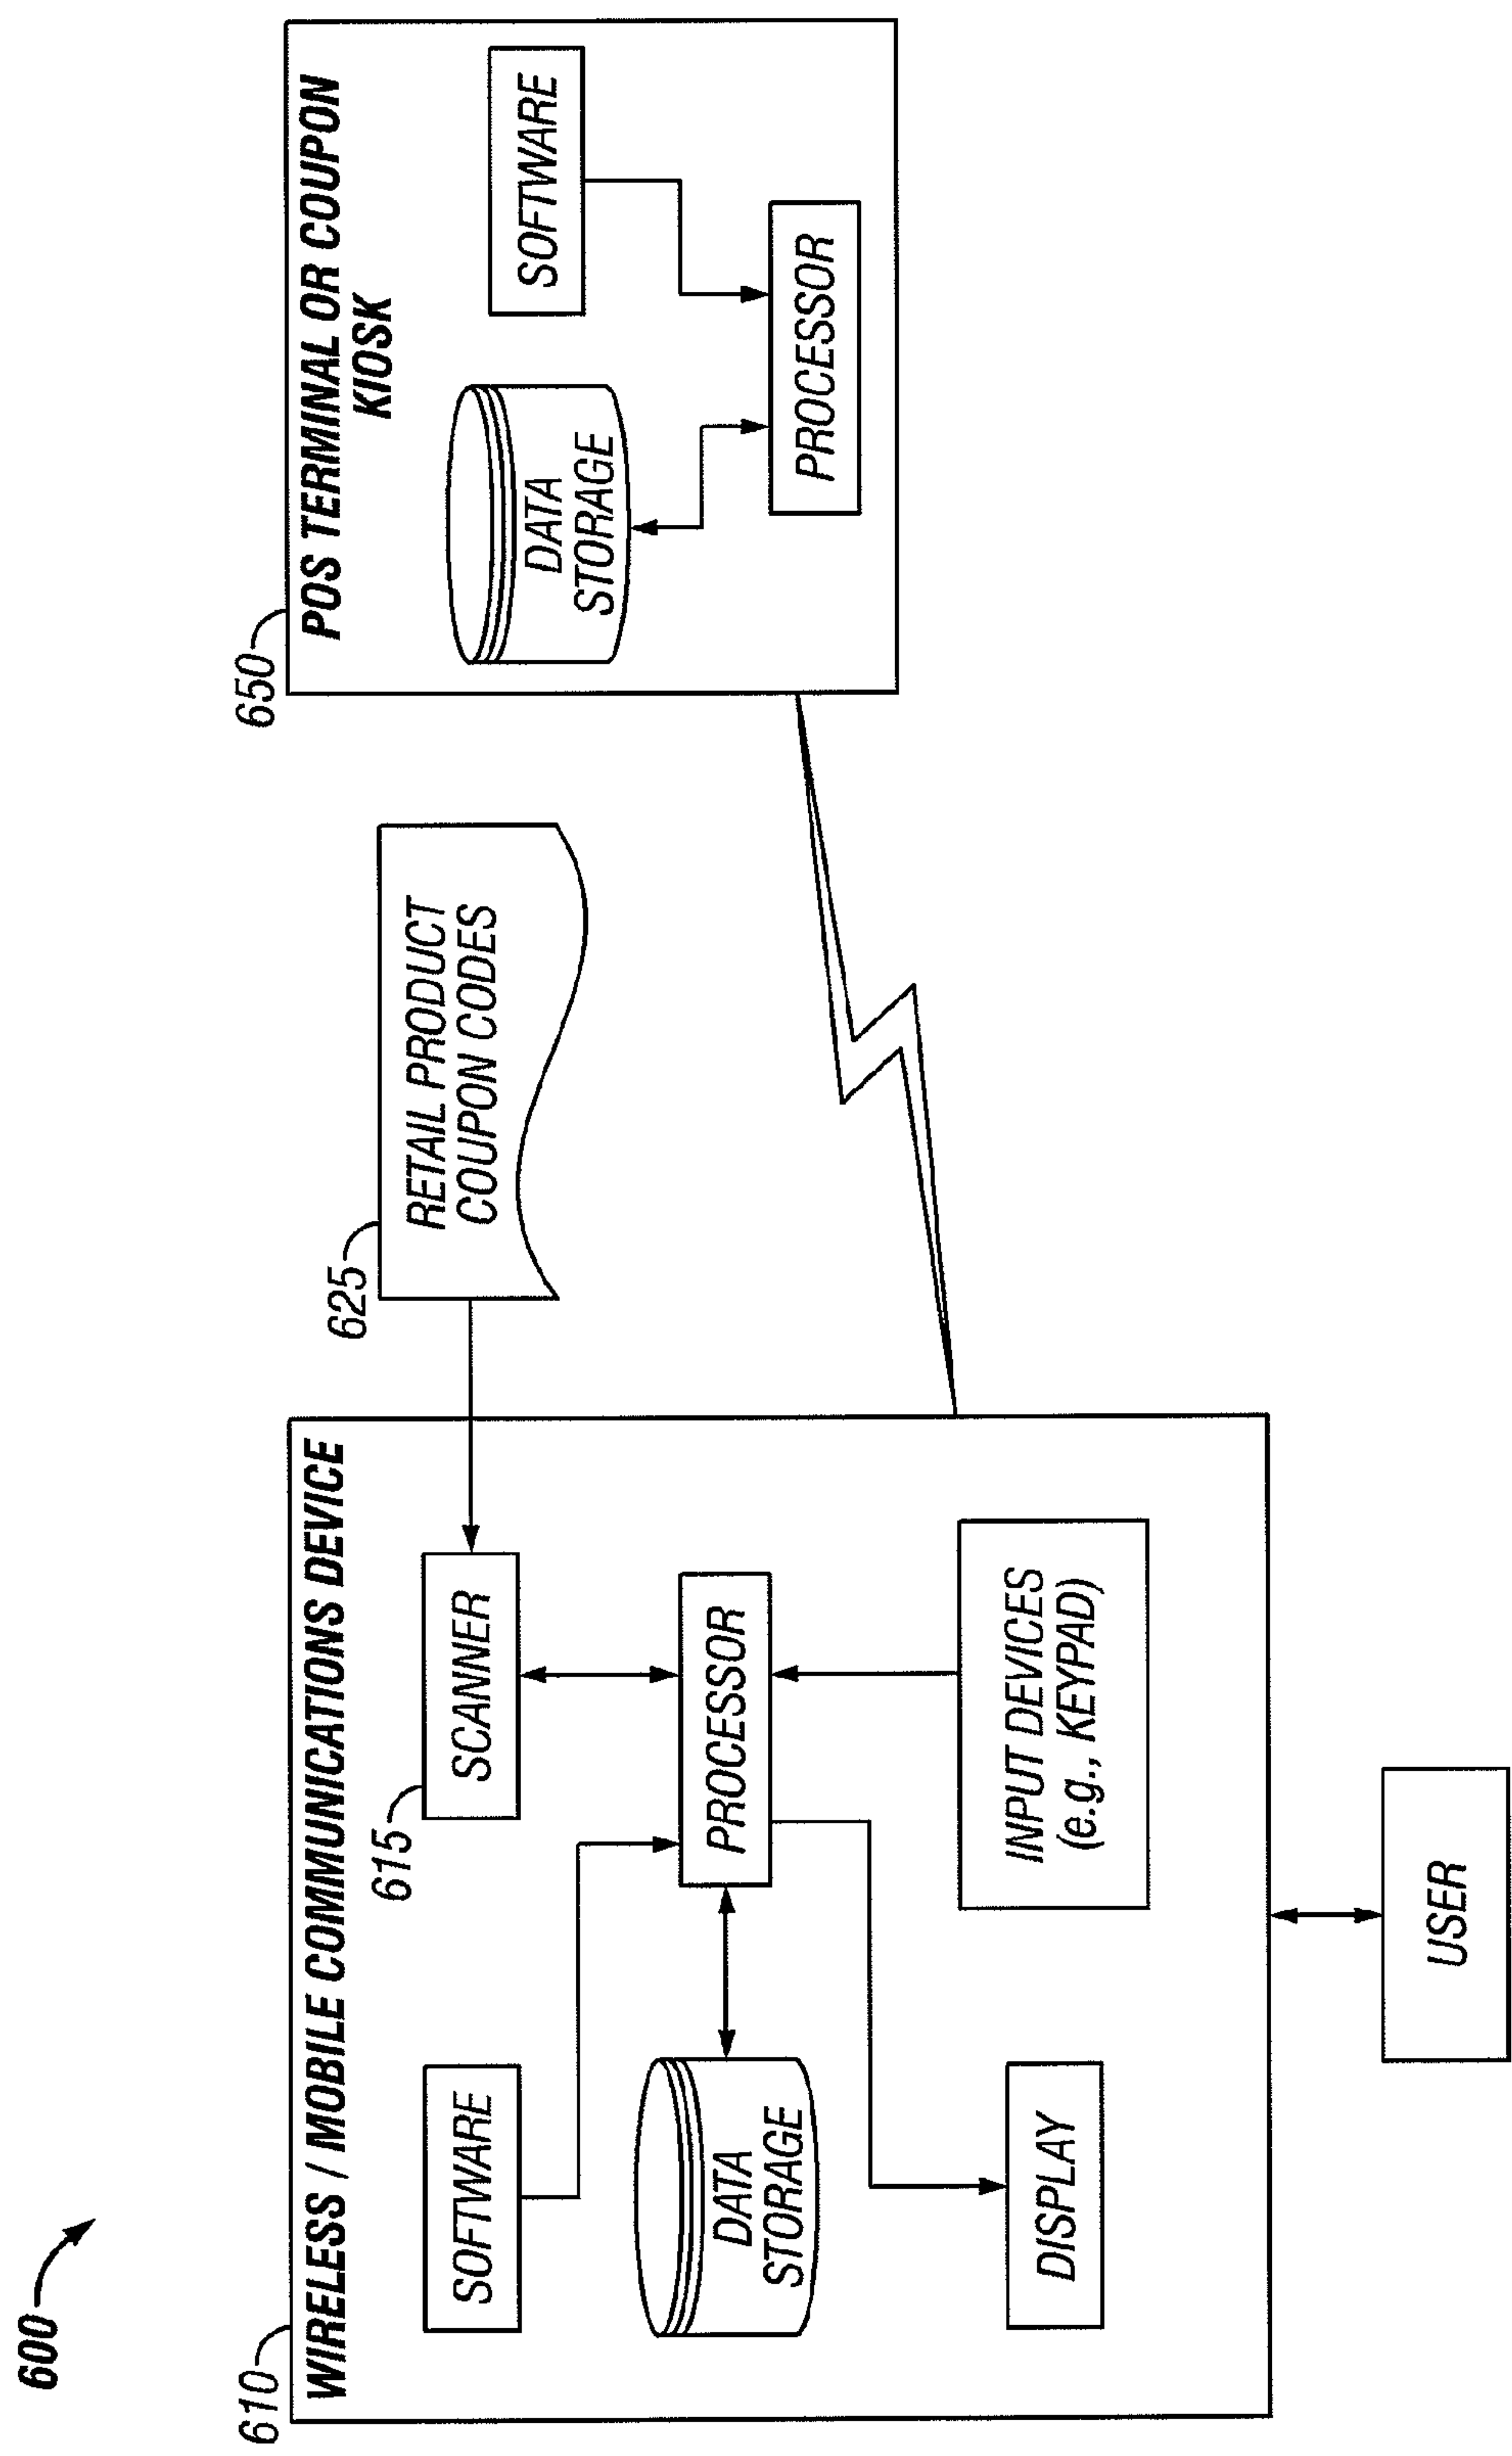 600
610
WIRELESS / MOBILE COMMUNICATIONS DEVICE
SOFTWARE
615
SCANNER
DATA
STORAGE
PROCESSOR
DISPLAY
INPUT DEVICES
(e.g., KEYPAD)
USER
625
RETAIL PRODUCT
COUPON CODES
650
POS TERMINAL OR COUPON
KIOSK
DATA
STORAGE
SOFTWARE
PROCESSOR